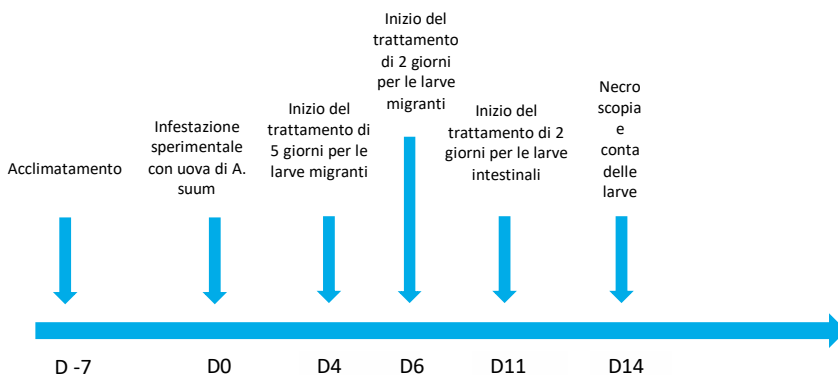 Acclimatamento
Infestazione
sperimentale
con uova di A.
suum
Inizio del
trattamento di
5 giorni per le
larve migranti
Inizio del
trattamento
di 2 giorni
per le larve
migranti
Inizio del
trattamento di 2
giorni per le larve
intestinali
Necro
scopia
e
conta
delle
larve
D -7
D0
D4
D6
D11
D14